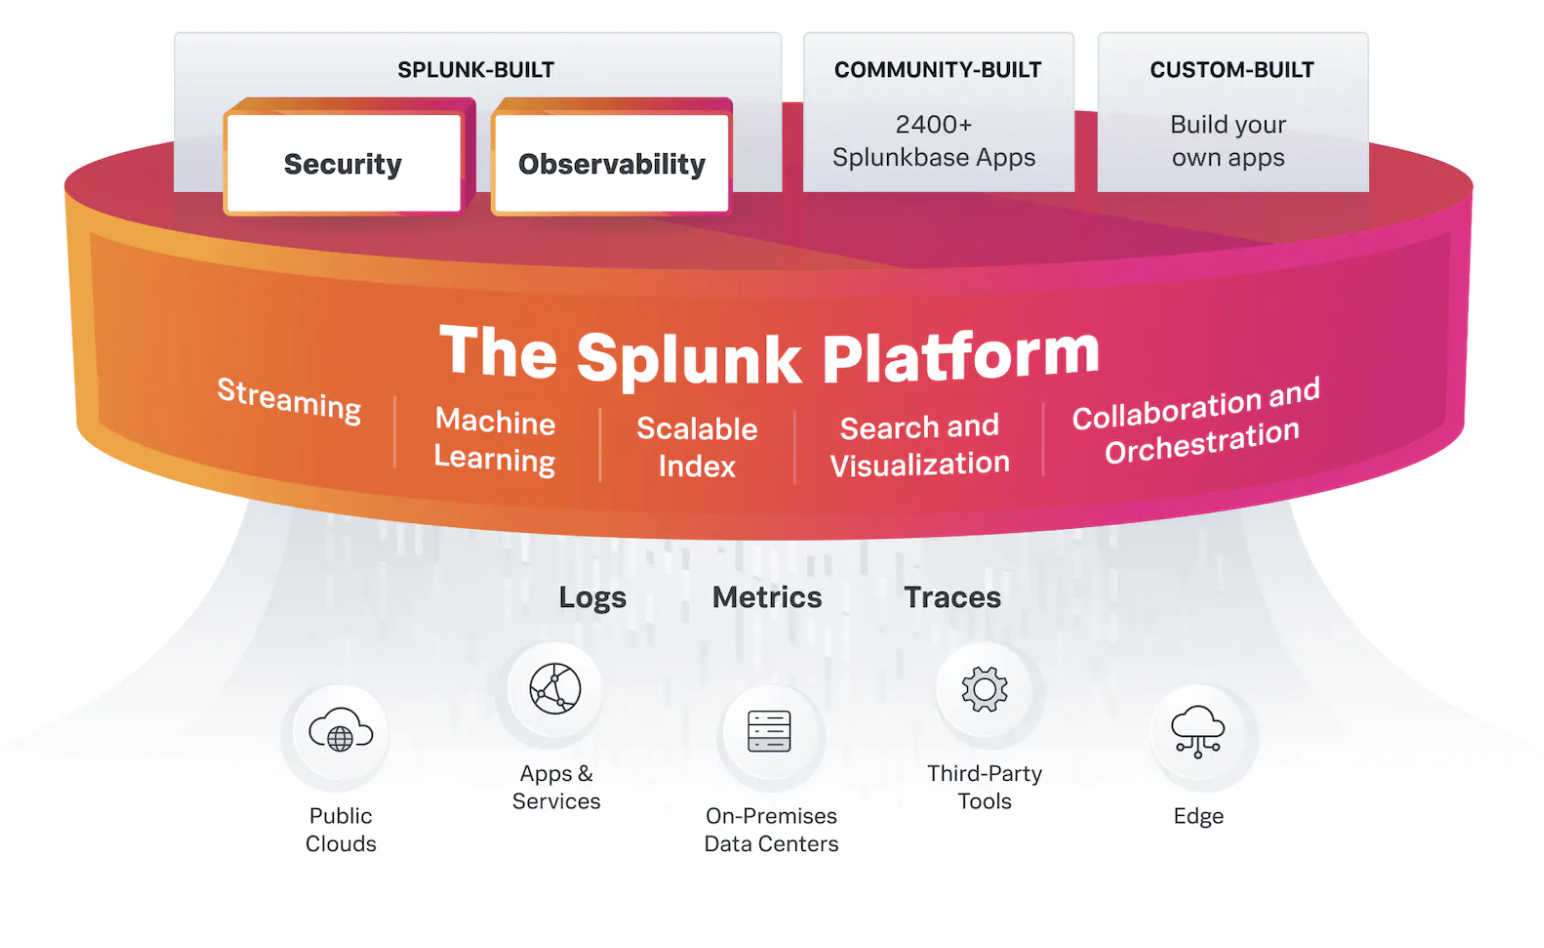 SPLUNK-BUILT
Security
Observability
COMMUNITY-BUILT
2400+
Splunkbase Apps
CUSTOM-BUILT
Build your
own apps
The Splunk Platform
Streaming
Machine
Learning
Scalable
Index
Search and
Visualization
Collaboration and
Orchestration
Logs
Metrics
Traces
Public
Clouds
Apps &
Services
On-Premises
Data Centers
Third-Party
Tools
Edge